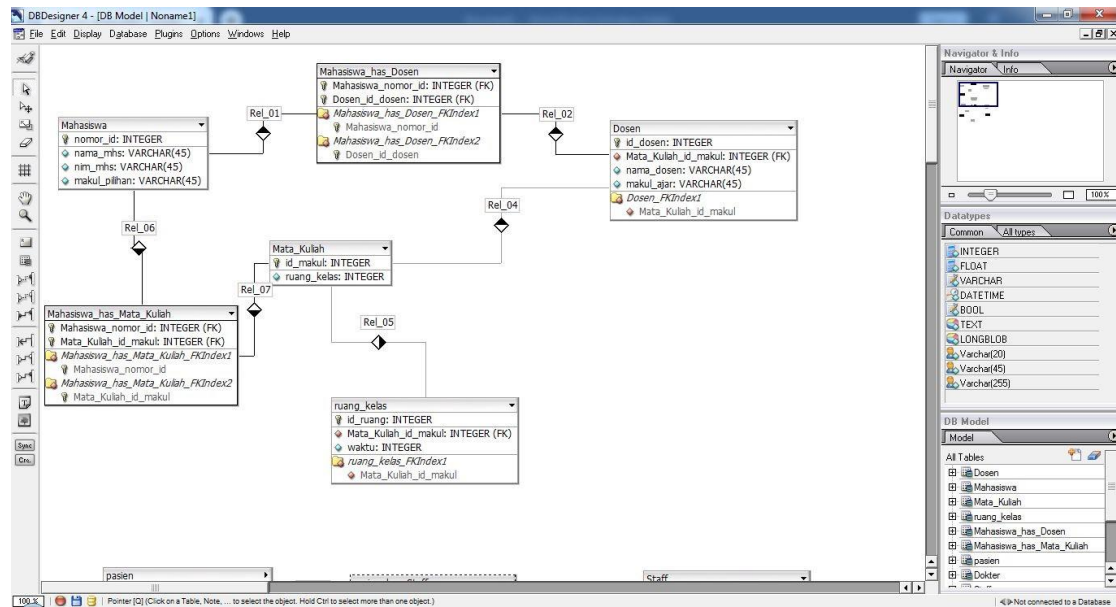 DBDesigner 4 - [DB Model | Noname1]
File Edit Display Database Plugins Options Windows Help
Navigator & Info
Navigator Info
100%
Datatypes
Common All types
INTEGER
FLOAT
VARCHAR
DATETIME
BOOL
TEXT
LONGBLOB
Varchar(20)
Varchar(45)
Varchar(255)
DB Model
Model
All Tables
Dosen
Mahasiswa
Mata_Kuliah
ruang_kelas
Mahasiswa_has_Dosen
Mahasiswa_has_Mata_Kuliah
pasien
Dokter
Mahasiswa_has_Dosen
Mahasiswa_nomor_id: INTEGER (FK)
Dosen_id_dosen: INTEGER (FK)
Mahasiswa_has_Dosen_FKIndex1
Mahasiswa_nomor_id
Mahasiswa_has_Dosen_FKIndex2
Dosen_id_dosen
Rel_01
Rel_02
Mahasiswa
nomor_id: INTEGER
nama_mhs: VARCHAR(45)
nim_mhs: VARCHAR(45)
makul_pilihan: VARCHAR(45)
Dosen
id_dosen: INTEGER
Mata_Kuliah_id_makul: INTEGER (FK)
nama_dosen: VARCHAR(45)
makul_ajar: VARCHAR(45)
Dosen_FKIndex1
Mata_Kuliah_id_makul
Rel_04
Rel_06
Mata_Kuliah
id_makul: INTEGER
ruang_kelas: INTEGER
Rel_07
Mahasiswa_has_Mata_Kuliah
Mahasiswa_nomor_id: INTEGER (FK)
Mata_Kuliah_id_makul: INTEGER (FK)
Mahasiswa_has_Mata_Kuliah_FKIndex1
Mahasiswa_nomor_id
Mahasiswa_has_Mata_Kuliah_FKIndex2
Mata_Kuliah_id_makul
Rel_05
ruang_kelas
id_ruang: INTEGER
Mata_Kuliah_id_makul: INTEGER (FK)
waktu: INTEGER
ruang_kelas_FKIndex1
Mata_Kuliah_id_makul
pasien
Staff
Sync
100 %
Pointer [Q] (Click on a Table, Note, ... to select the object. Hold Ctrl to select more than one object.)
Not connected to a Database